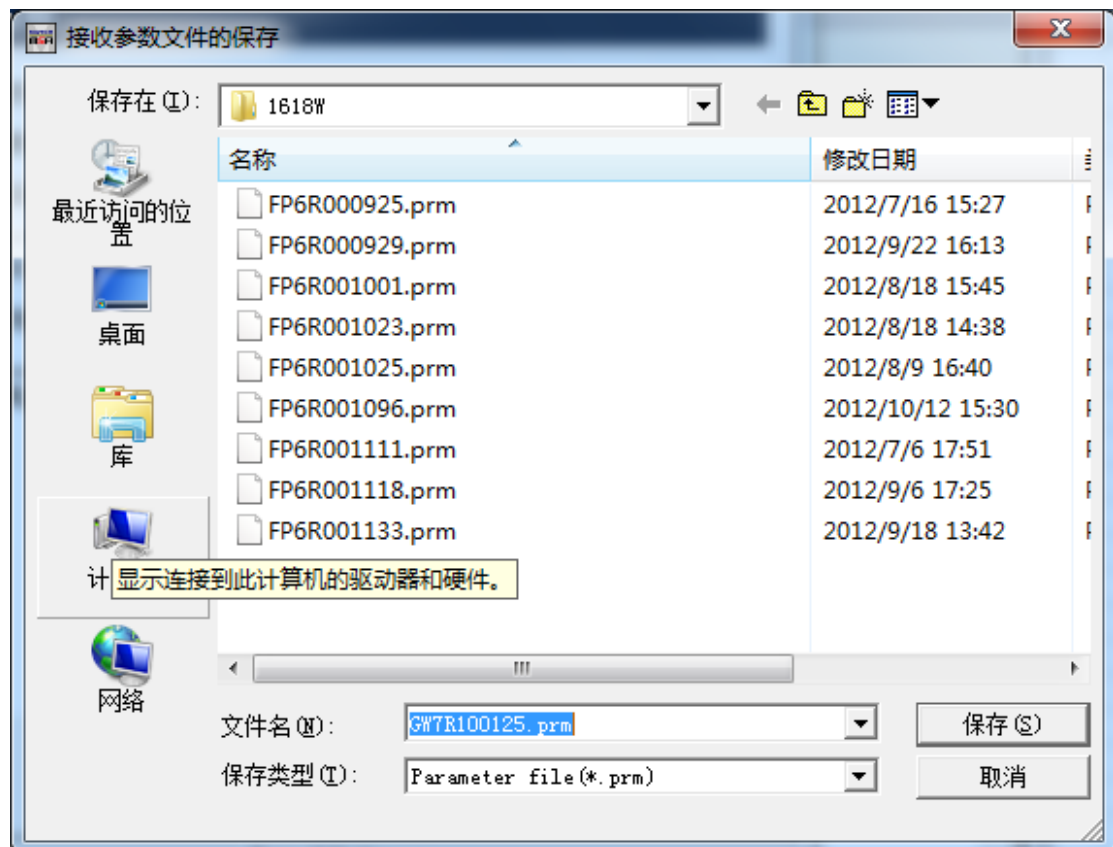 接收参数文件的保存
保存在(I):
1618W
名称
修改日期
FP6R000925.prm
2012/7/16 15:27
FP6R000929.prm
2012/9/22 16:13
FP6R001001.prm
2012/8/18 15:45
FP6R001023.prm
2012/8/18 14:38
FP6R001025.prm
2012/8/9 16:40
FP6R001096.prm
2012/10/12 15:30
FP6R001111.prm
2012/7/6 17:51
FP6R001118.prm
2012/9/6 17:25
FP6R001133.prm
2012/9/18 13:42
最近访问的位
置
桌面
库
计
显示连接到此计算机的驱动器和硬件。
网络
文件名(N):
GW7R100125.prm
保存(S)
保存类型(T):
Parameter file(*.prm)
取消